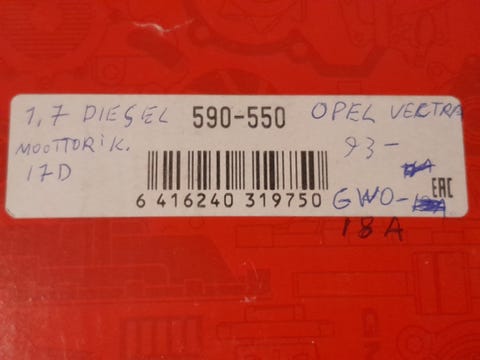 1,7 DIESEL
MOOTTORIK.
17D
590-550
6 416240 319750
OPEL VECTRA
93-
GWO-
18A
EAC